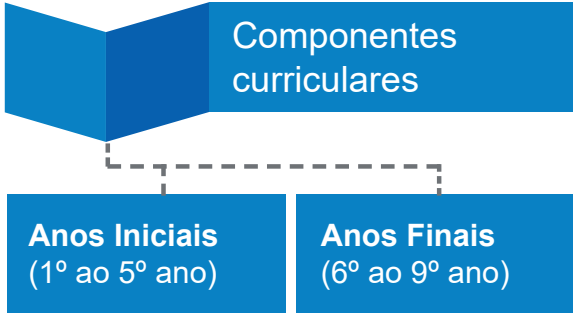 Componentes
curriculares
Anos Iniciais
(1º ao 5º ano)
Anos Finais
(6º ao 9º ano)